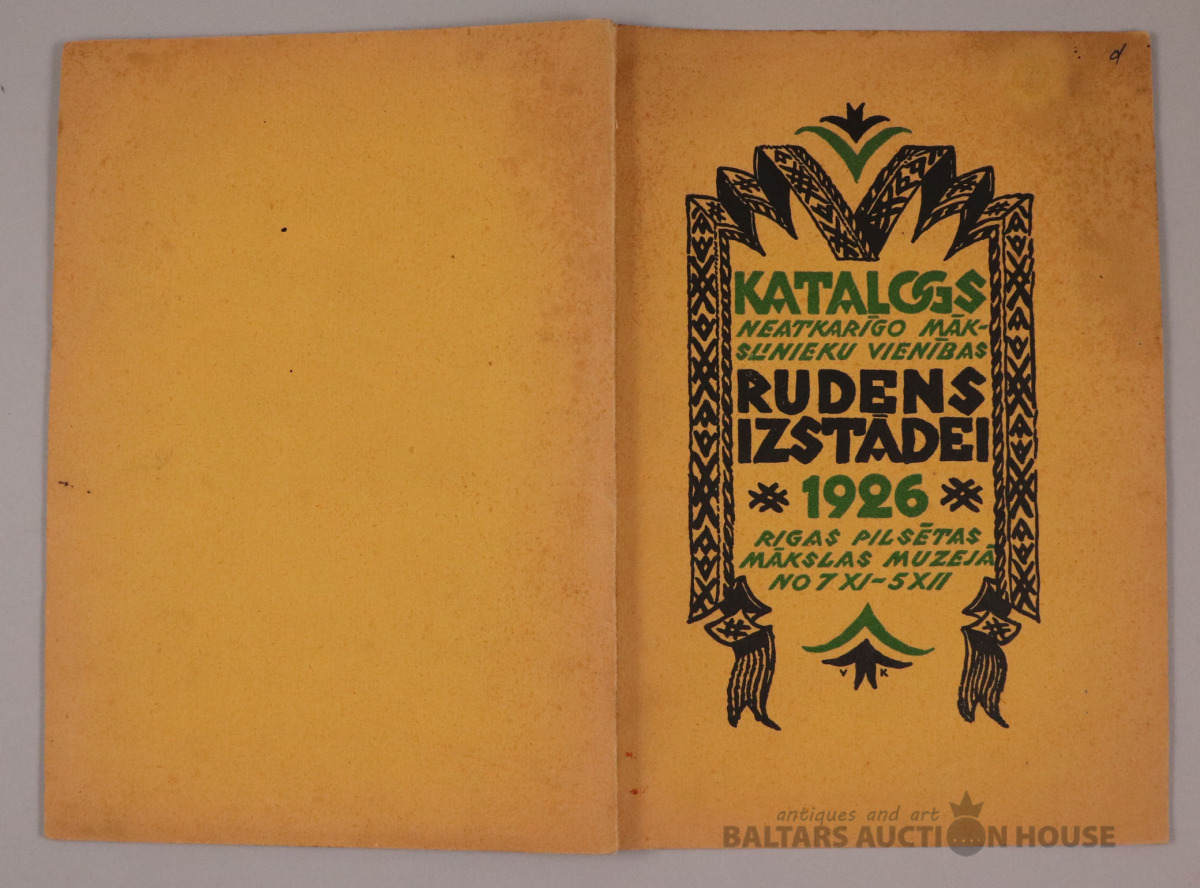 KATALOGS
NEATKARĪGO MĀK-
SLINIEKU VIENĪBAS
RUDENS
IZSTĀDEI
1926
RIGAS PILSĒTAS
MĀKSLAS MUZEJĀ
NO 7 XI–5 XII
V K
antiques and art
BALTARS AUCTION HOUSE